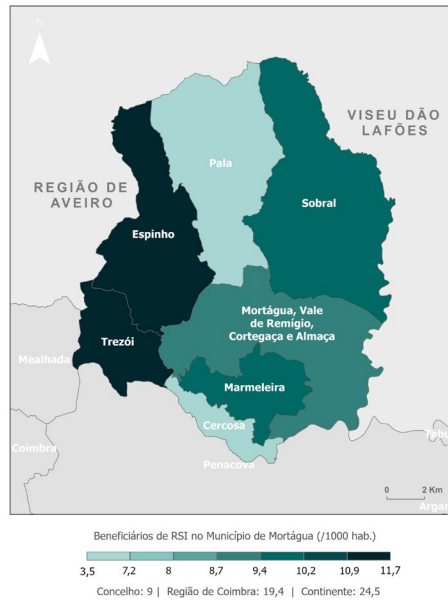 N
VISEU DÃO
LAFÕES
Pala
REGIÃO DE
AVEIRO
Sobral
Espinho
Mortágua, Vale
de Remígio,
Cortegaça e Almaça
Trezói
Mealhada
Marmeleira
Cercosa
Coimbra
Penacova
0 2 Km
Beneficiários de RSI no Município de Mortágua (/1000 hab.)
3,5 7,2 8 8,7 9,4 10,2 10,9 11,7
Concelho: 9 | Região de Coimbra: 19,4 | Continente: 24,5